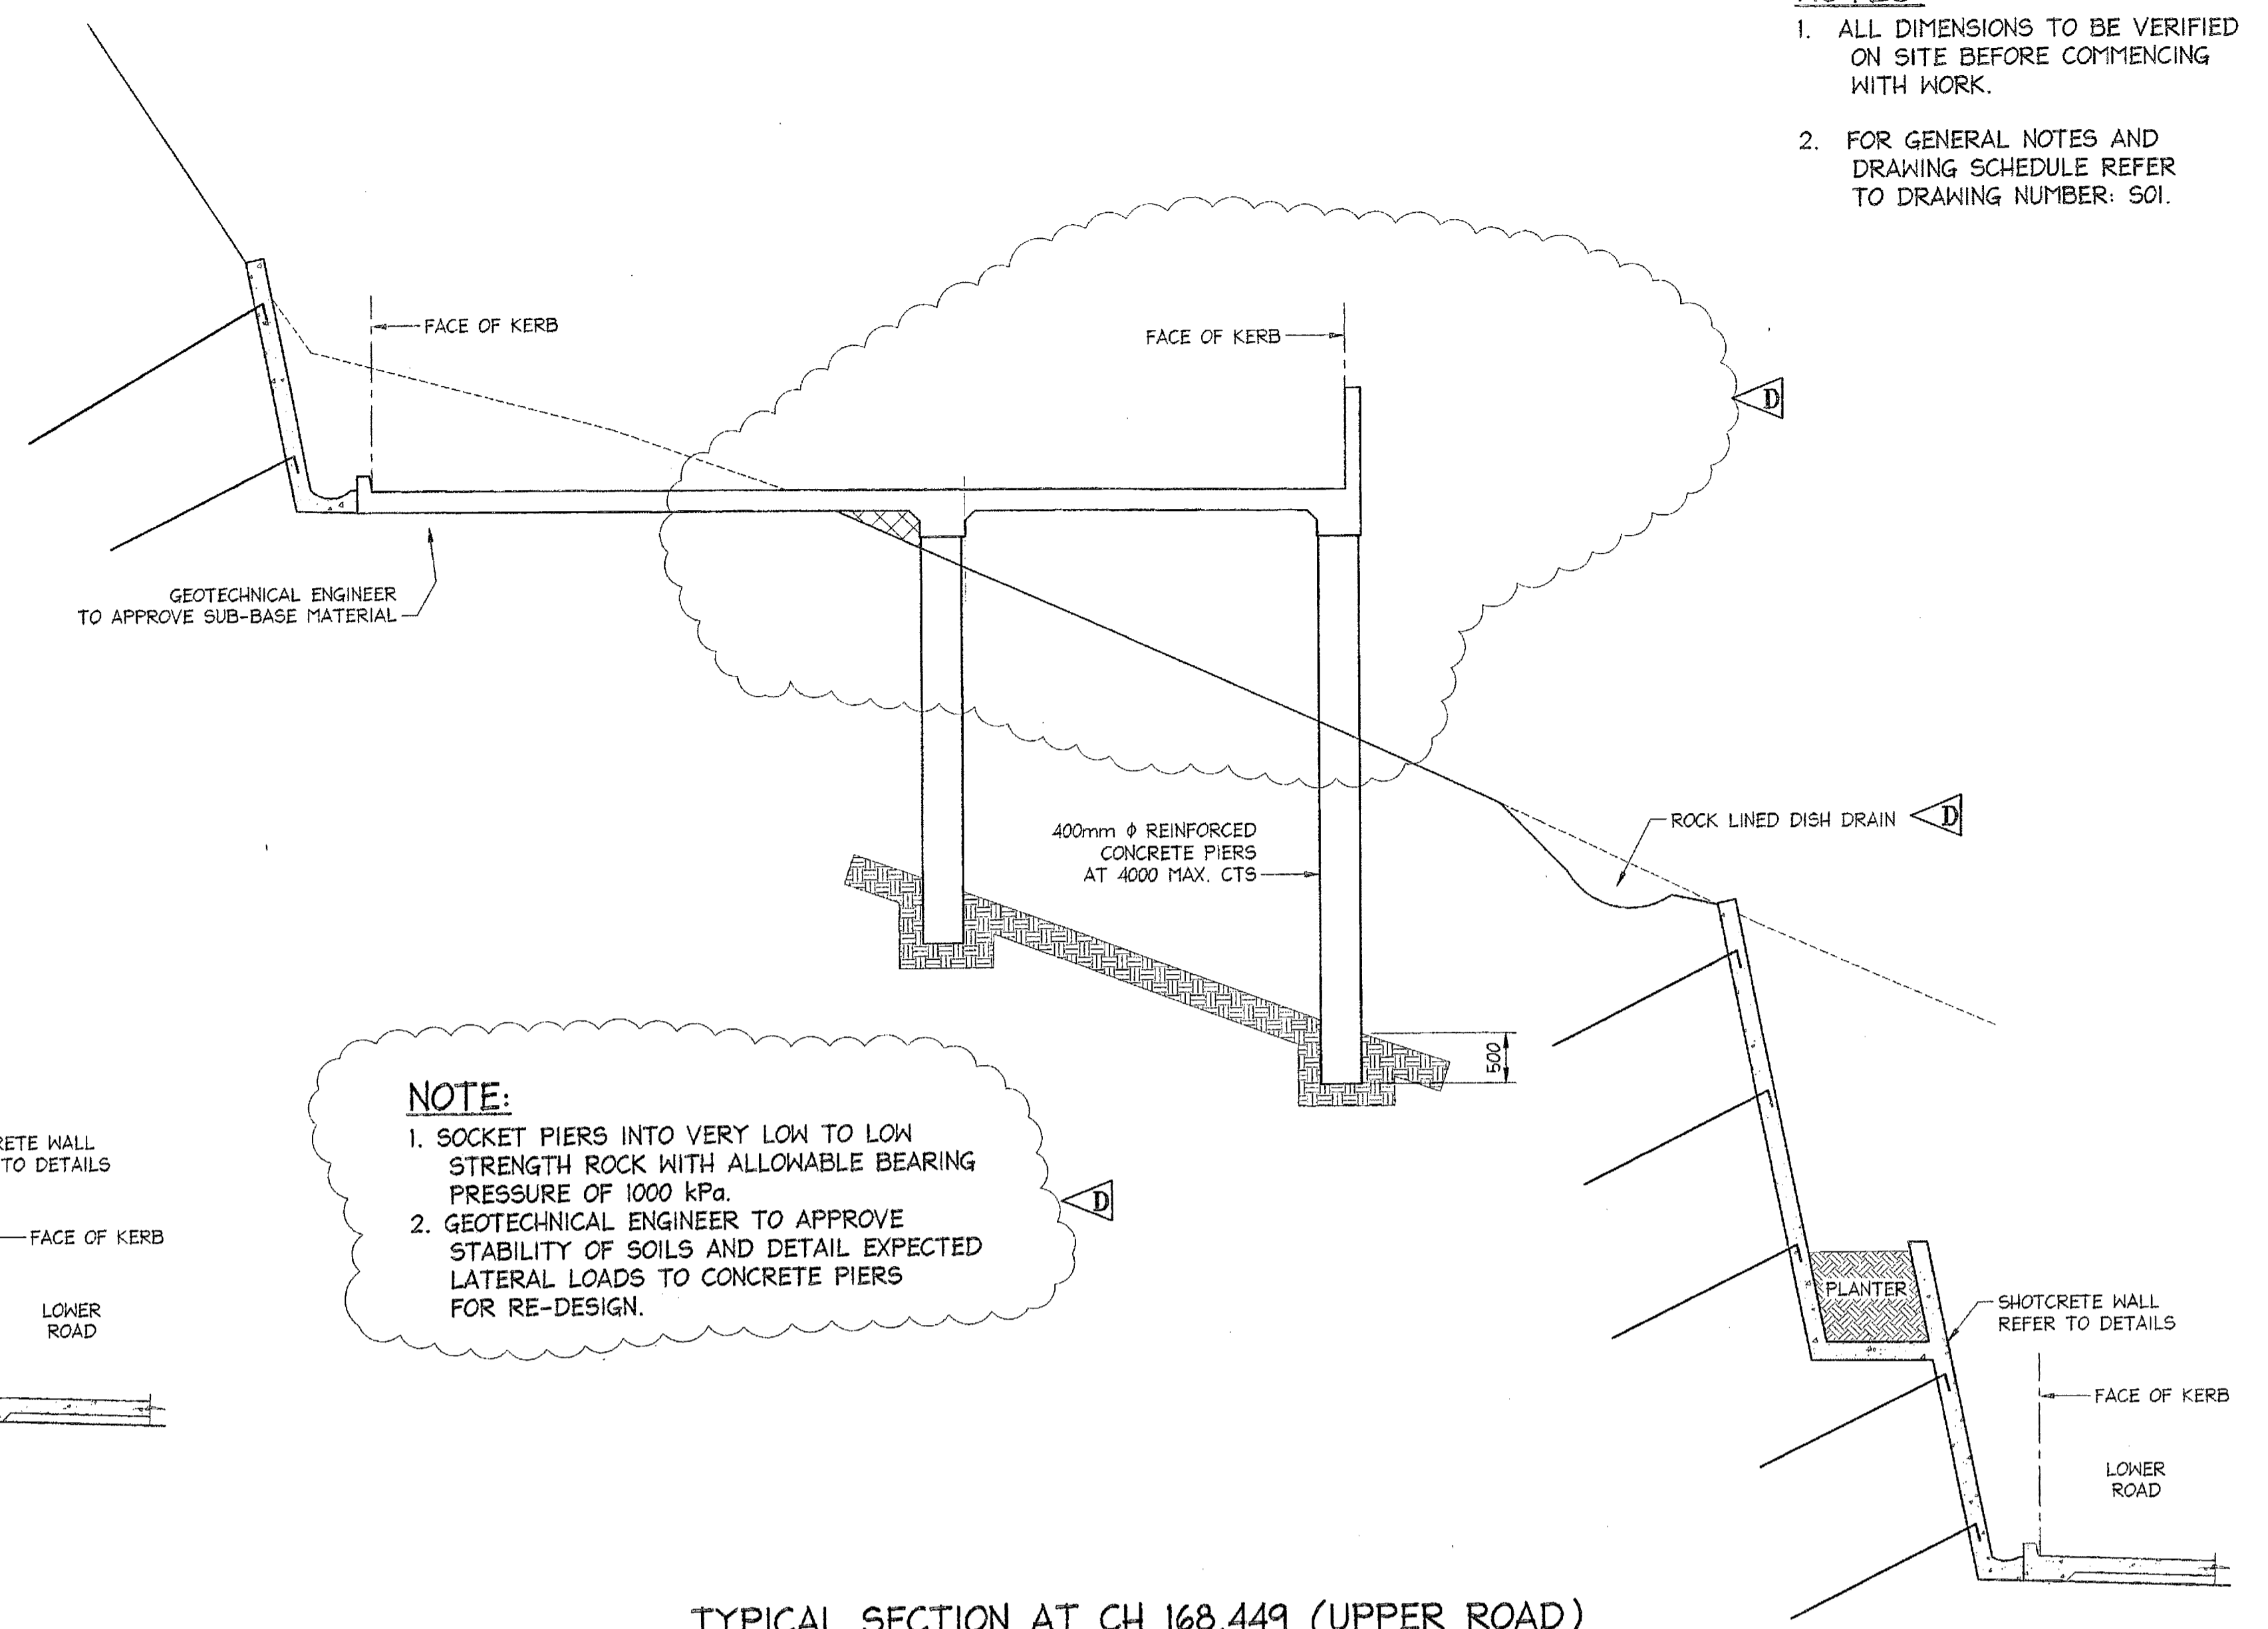 1. ALL DIMENSIONS TO BE VERIFIED
ON SITE BEFORE COMMENCING
WITH WORK.
2. FOR GENERAL NOTES AND
DRAWING SCHEDULE REFER
TO DRAWING NUMBER: S01.
FACE OF KERB
FACE OF KERB
D
GEOTECHNICAL ENGINEER
TO APPROVE SUB-BASE MATERIAL
400mm ϕ REINFORCED
CONCRETE PIERS
AT 4000 MAX. CTS
ROCK LINED DISH DRAIN
D
500
NOTE:
1. SOCKET PIERS INTO VERY LOW TO LOW
STRENGTH ROCK WITH ALLOWABLE BEARING
PRESSURE OF 1000 kPa.
2. GEOTECHNICAL ENGINEER TO APPROVE
STABILITY OF SOILS AND DETAIL EXPECTED
LATERAL LOADS TO CONCRETE PIERS
FOR RE-DESIGN.
D
WALL
TO DETAILS
FACE OF KERB
LOWER
ROAD
PLANTER
SHOTCRETE WALL
REFER TO DETAILS
FACE OF KERB
LOWER
ROAD
TYPICAL SECTION AT CH 168.449 (UPPER ROAD)